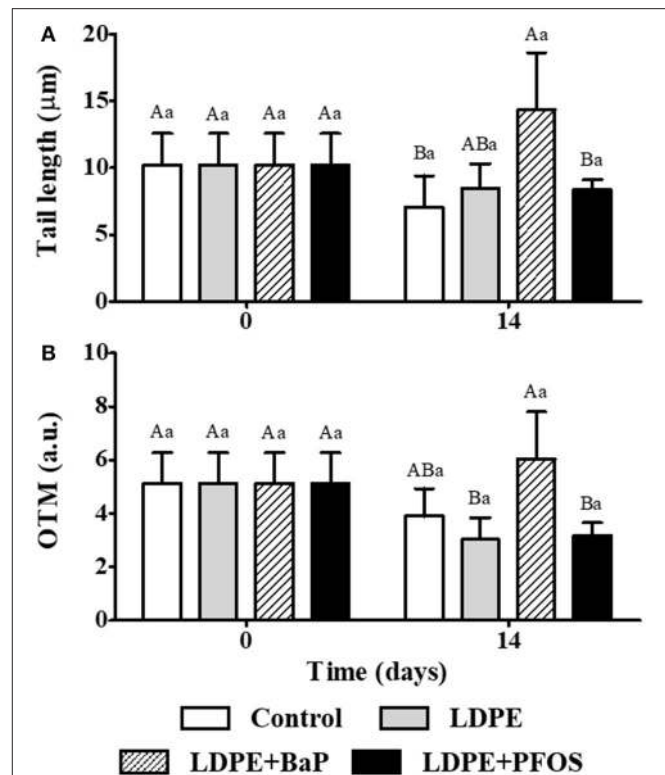 A
Tail length (μm)
20
15
10
5
0
Aa Aa Aa Aa Ba ABa Aa Ba
0 14
B
OTM (a.u.)
10
8
6
4
2
0
Aa Aa Aa Aa ABa Ba Aa Ba
0 14
Time (days)
Control LDPE
LDPE+BaP LDPE+PFOS